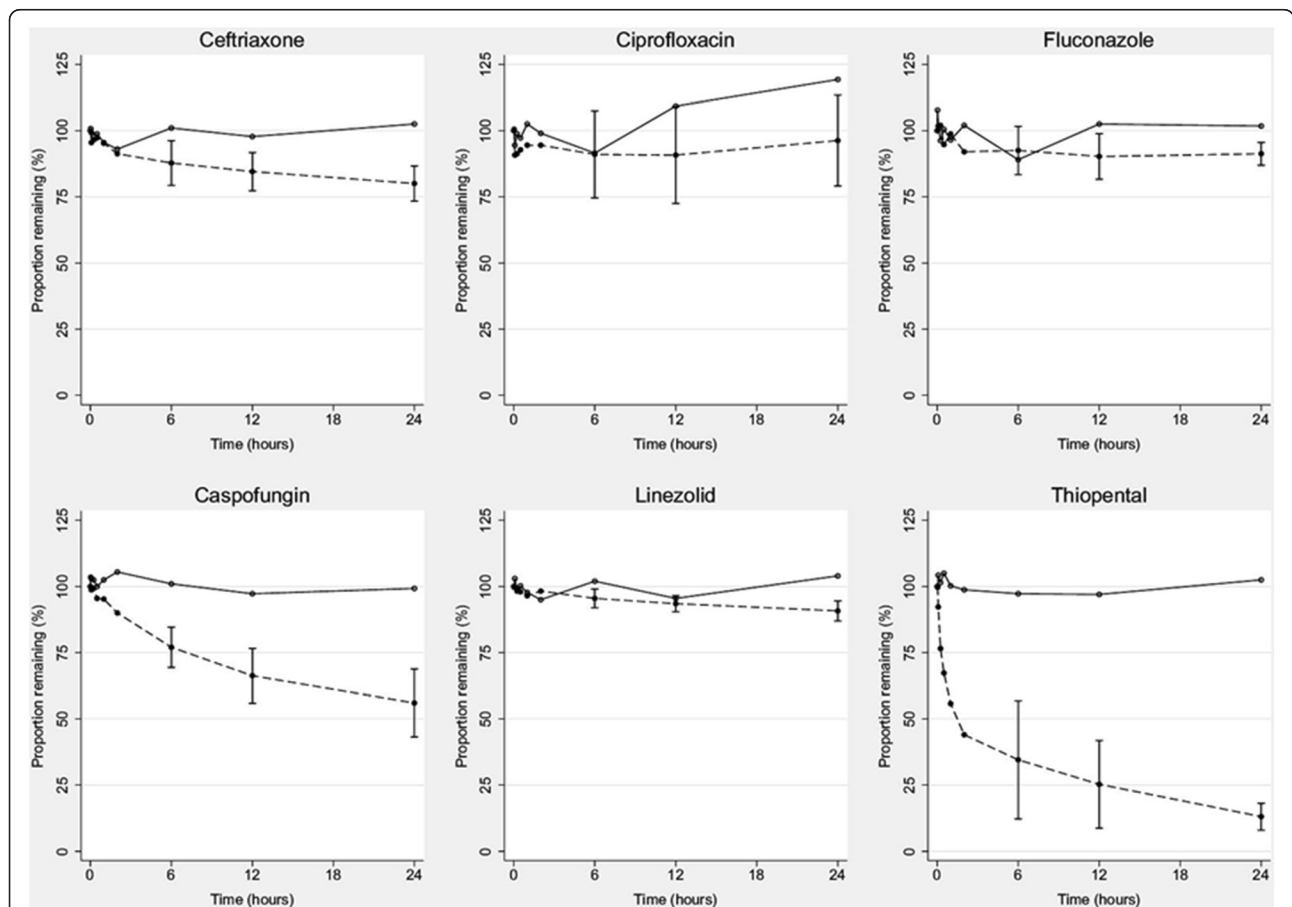 Ceftriaxone
Ciprofloxacin
Fluconazole
Proportion remaining (%)
125
100
75
50
25
0
0 6 12 18 24
Time (hours)
Proportion remaining (%)
125
100
75
50
25
0
0 6 12 18 24
Time (hours)
Proportion remaining (%)
125
100
75
50
25
0
0 6 12 18 24
Time (hours)
Caspofungin
Linezolid
Thiopental
Proportion remaining (%)
125
100
75
50
25
0
0 6 12 18 24
Time (hours)
Proportion remaining (%)
125
100
75
50
25
0
0 6 12 18 24
Time (hours)
Proportion remaining (%)
125
100
75
50
25
0
0 6 12 18 24
Time (hours)